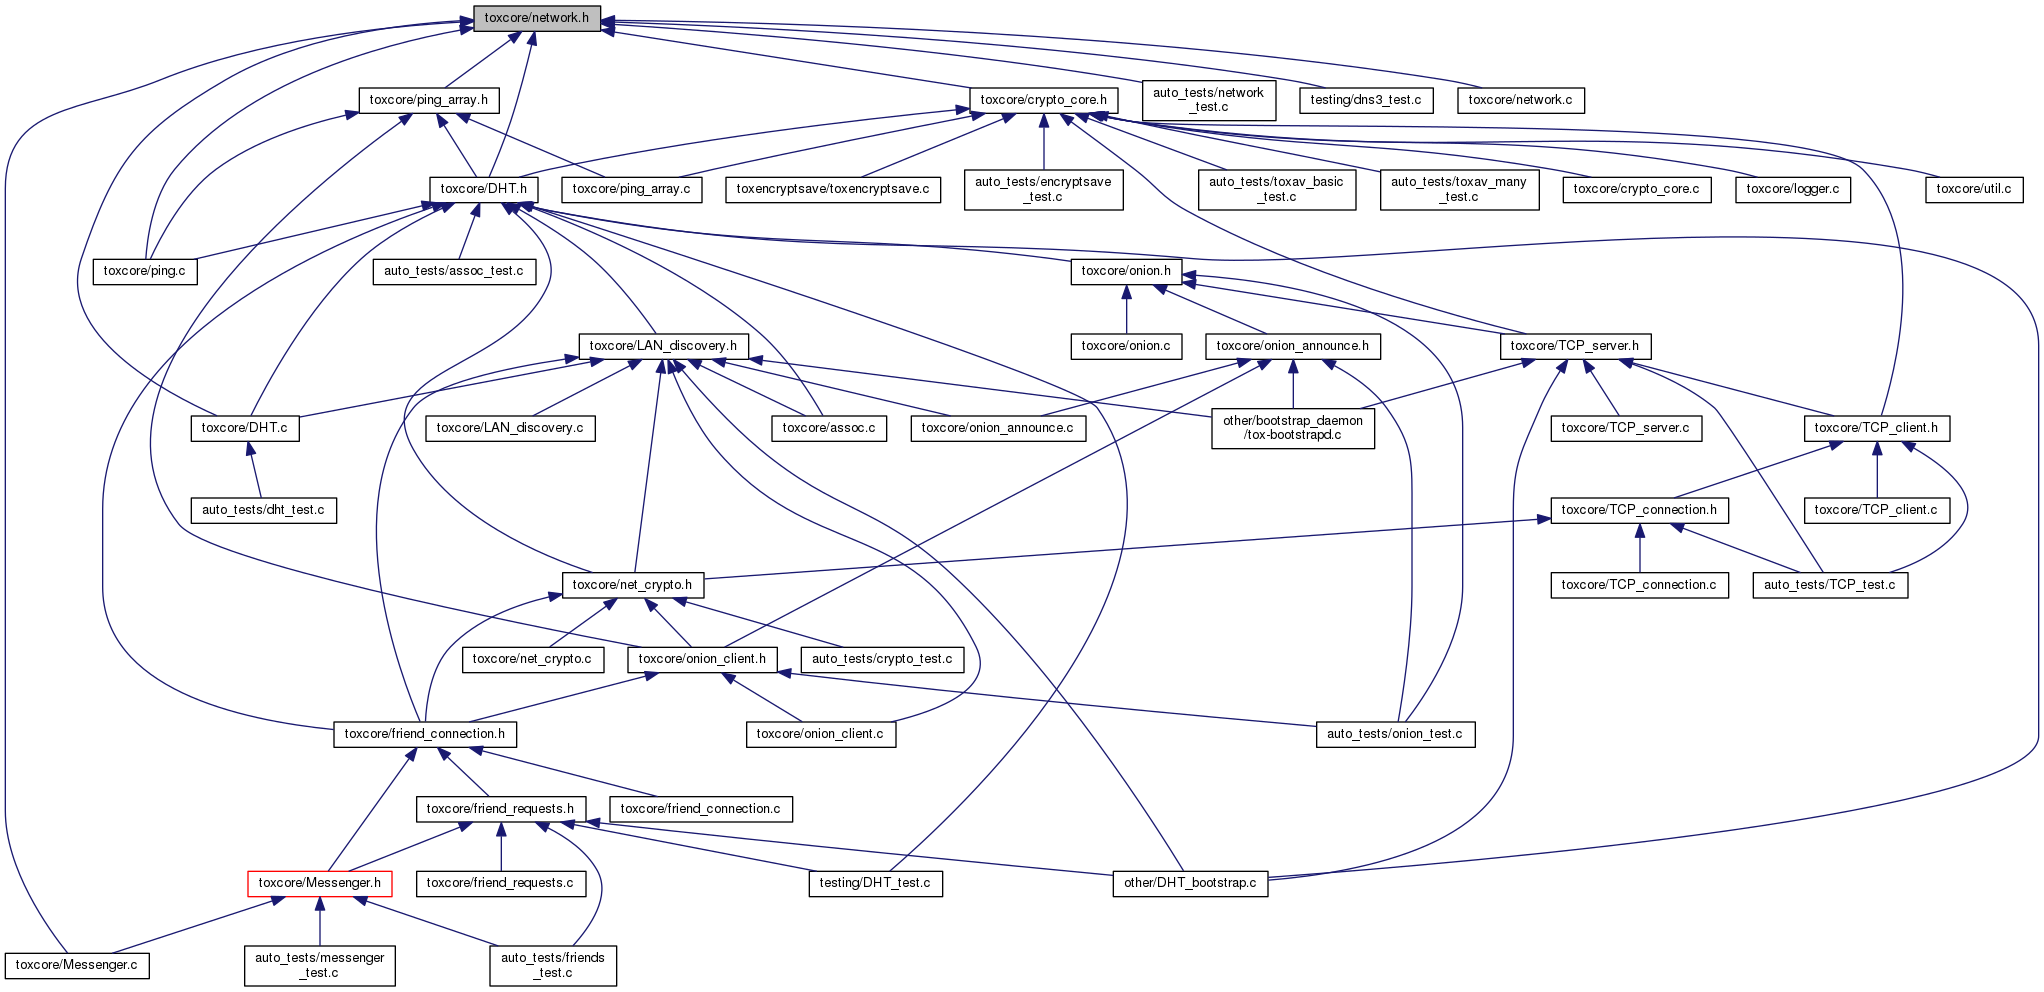 toxcore/network.h
toxcore/ping_array.h
toxcore/crypto_core.h
auto_tests/network
_test.c
testing/dns3_test.c
toxcore/network.c
toxcore/DHT.h
toxcore/ping_array.c
toxencryptsave/toxencryptsave.c
auto_tests/encryptsave
_test.c
auto_tests/toxav_basic
_test.c
auto_tests/toxav_many
_test.c
toxcore/crypto_core.c
toxcore/logger.c
toxcore/util.c
toxcore/ping.c
auto_tests/assoc_test.c
toxcore/onion.h
toxcore/LAN_discovery.h
toxcore/onion.c
toxcore/onion_announce.h
toxcore/TCP_server.h
toxcore/DHT.c
toxcore/LAN_discovery.c
toxcore/assoc.c
toxcore/onion_announce.c
other/bootstrap_daemon
/tox-bootstrapd.c
toxcore/TCP_server.c
toxcore/TCP_client.h
auto_tests/dht_test.c
toxcore/TCP_connection.h
toxcore/TCP_client.c
toxcore/net_crypto.h
toxcore/TCP_connection.c
auto_tests/TCP_test.c
toxcore/net_crypto.c
toxcore/onion_client.h
auto_tests/crypto_test.c
toxcore/friend_connection.h
toxcore/onion_client.c
auto_tests/onion_test.c
toxcore/friend_requests.h
toxcore/friend_connection.c
toxcore/Messenger.h
toxcore/friend_requests.c
testing/DHT_test.c
other/DHT_bootstrap.c
toxcore/Messenger.c
auto_tests/messenger
_test.c
auto_tests/friends
_test.c